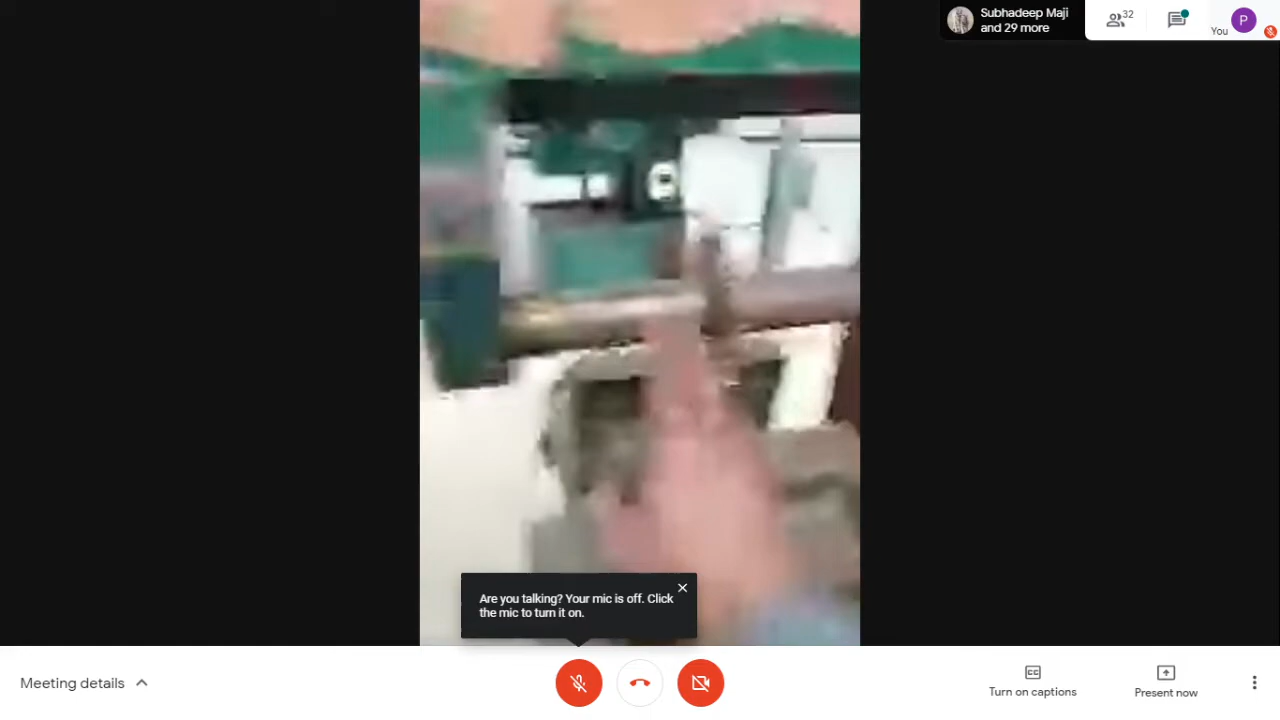 Subhadeep Maji
and 29 more
32
You
P
Are you talking? Your mic is off. Click
the mic to turn it on.
Meeting details
CC
Turn on captions
Present now